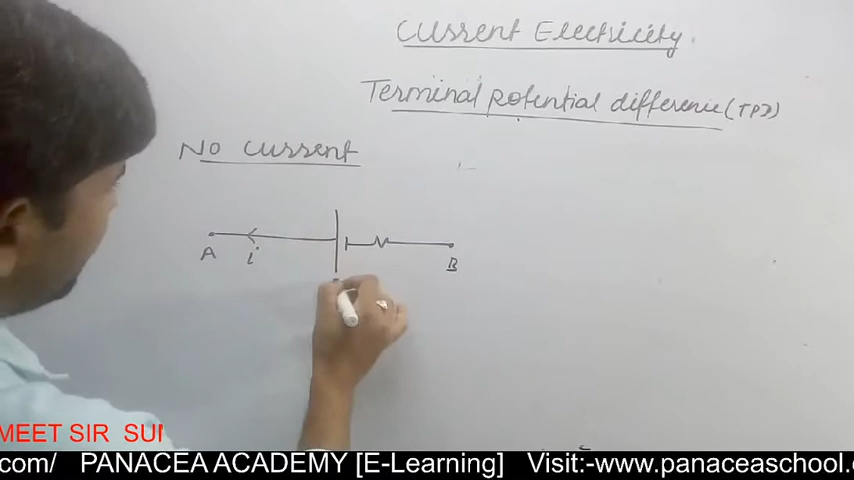 Current Electricity
Terminal potential difference (TPD)
No current
A
i
B
MEET SIR SU
.com/ PANACEA ACADEMY [E-Learning] Visit:-www.panaceaschool.